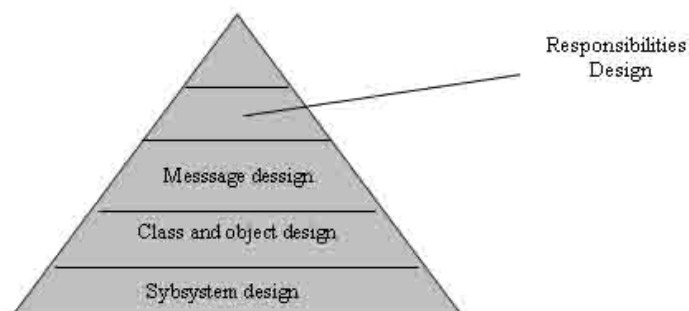 Responsibilities
Design
Messsage dessign
Class and object design
Sybsystem design